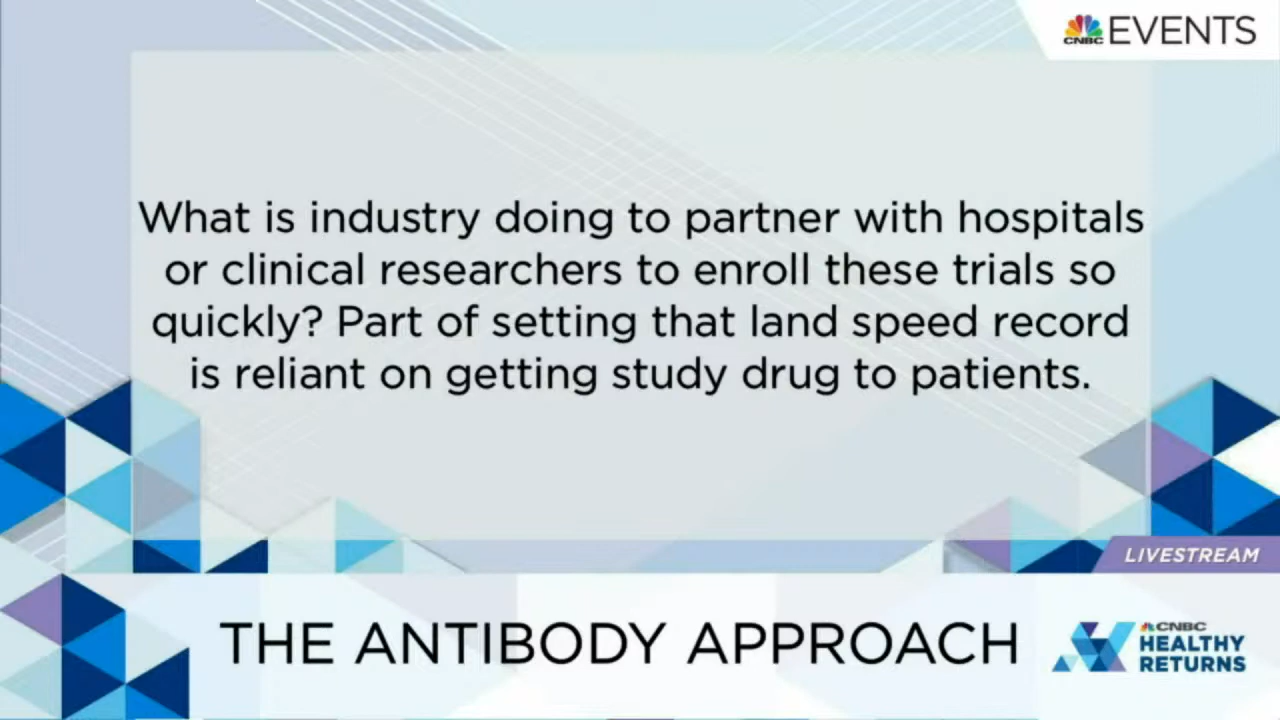 CNBC EVENTS
What is industry doing to partner with hospitals
or clinical researchers to enroll these trials so
quickly? Part of setting that land speed record
is reliant on getting study drug to patients.
LIVESTREAM
THE ANTIBODY APPROACH
CNBC
HEALTHY
RETURNS